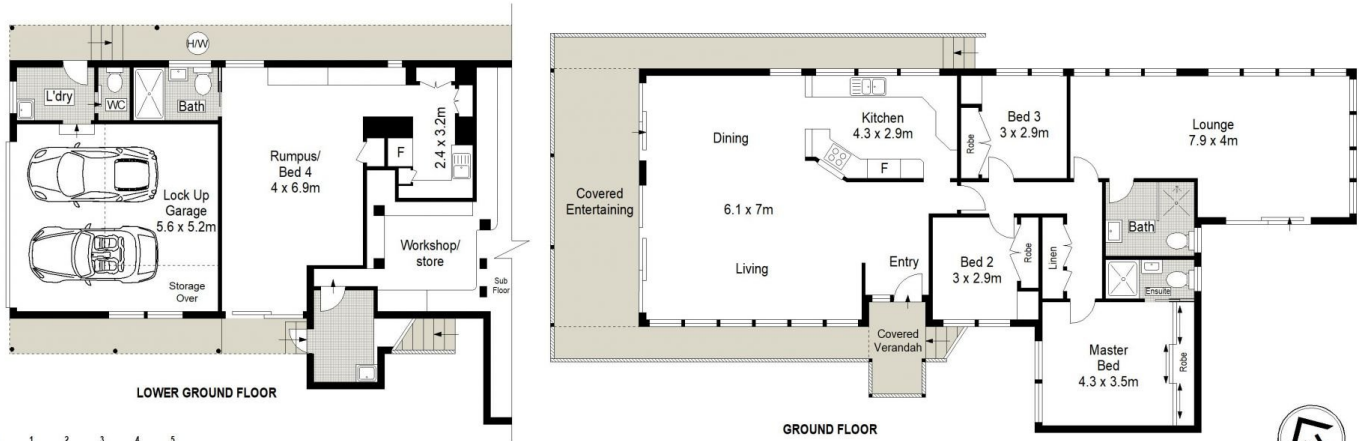 H/W
L'dry
WC
Bath
Rumpus/
Bed 4
4 x 6.9m
2.4 x 3.2m
F
Lock Up
Garage
5.6 x 5.2m
Storage
Over
Workshop/
store
Sub
Floor
LOWER GROUND FLOOR
1 2 3 4 5
Covered
Entertaining
Dining
6.1 x 7m
Living
Kitchen
4.3 x 2.9m
F
Robe
Bed 3
3 x 2.9m
Lounge
7.9 x 4m
Entry
Bed 2
3 x 2.9m
Robe
Linen
Bath
Ensuite
Covered
Verandah
Master
Bed
4.3 x 3.5m
Robe
GROUND FLOOR